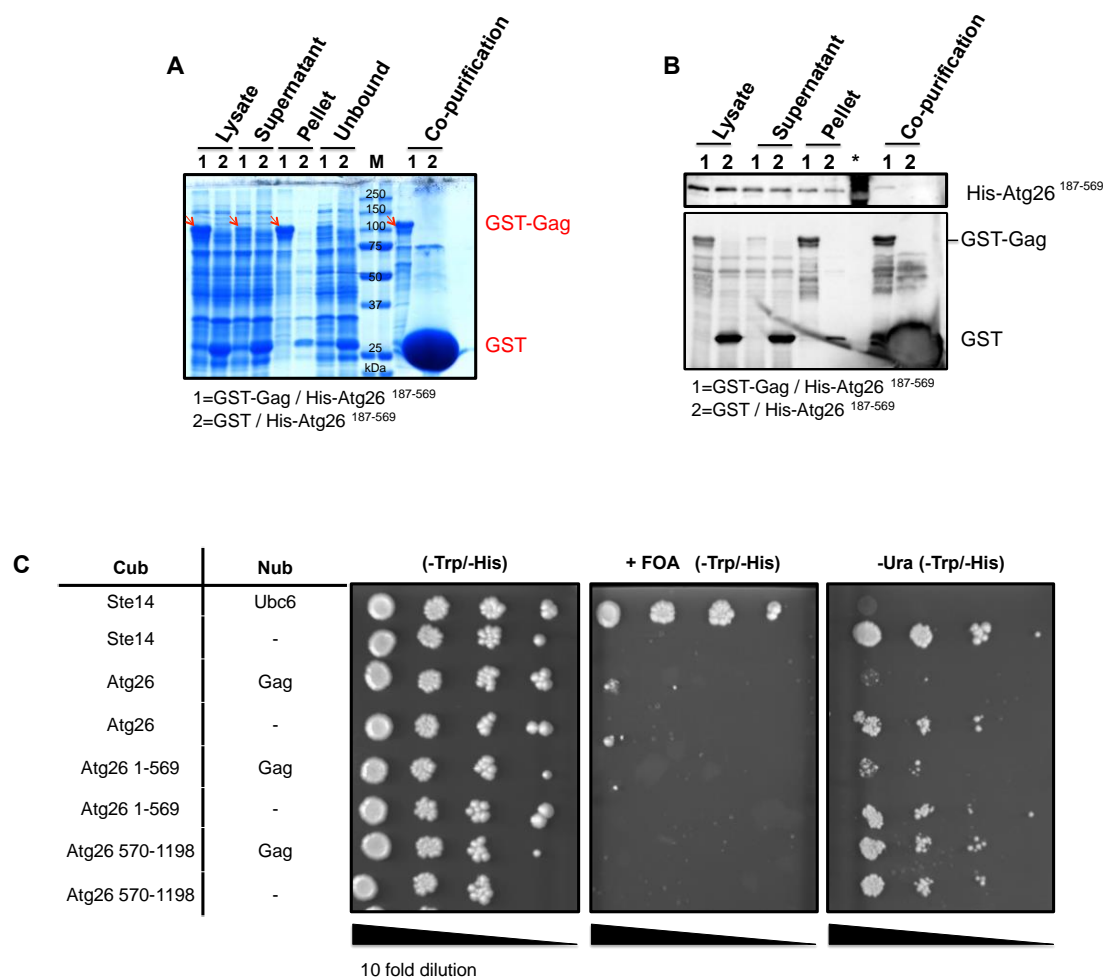 A
Lysate
Supernatant
Pellet
Unbound
Co-purification
1 2 1 2 1 2 1 2 M 1 2
250
150
100
75
50
37
25
kDa
GST-Gag
GST
1=GST-Gag / His-Atg26 187-569
2=GST / His-Atg26 187-569
B
Lysate
Supernatant
Pellet
Co-purification
1 2 1 2 1 2 * 1 2
His-Atg26 187-569
GST-Gag
GST
1=GST-Gag / His-Atg26 187-569
2=GST / His-Atg26 187-569
C
Cub Nub (-Trp/-His) + FOA (-Trp/-His) -Ura (-Trp/-His)
Ste14 Ubc6
Ste14 -
Atg26 Gag
Atg26 -
Atg26 1-569 Gag
Atg26 1-569 -
Atg26 570-1198 Gag
Atg26 570-1198 -
10 fold dilution